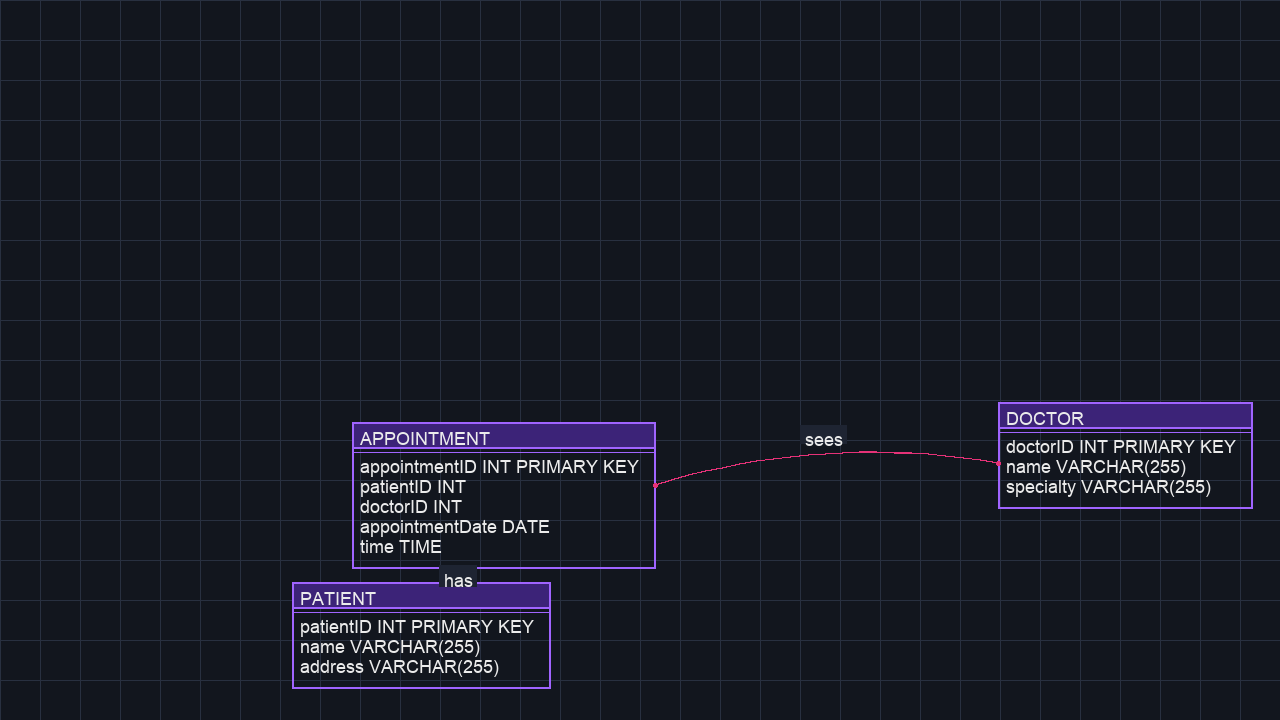 APPOINTMENT
appointmentID INT PRIMARY KEY
patientID INT
doctorID INT
appointmentDate DATE
time TIME
sees
DOCTOR
doctorID INT PRIMARY KEY
name VARCHAR(255)
specialty VARCHAR(255)
has
PATIENT
patientID INT PRIMARY KEY
name VARCHAR(255)
address VARCHAR(255)